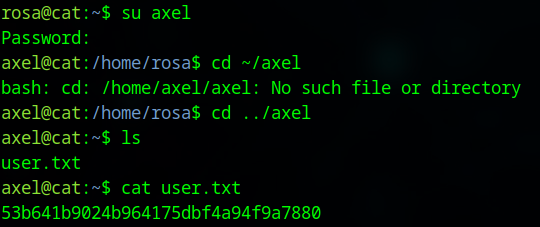 rosa@cat:~$ su axel
Password:
axel@cat:/home/rosa$ cd ~/axel
bash: cd: /home/axel/axel: No such file or directory
axel@cat:/home/rosa$ cd ../axel
axel@cat:~$ ls
user.txt
axel@cat:~$ cat user.txt
53b641b9024b964175dbf4a94f9a7880